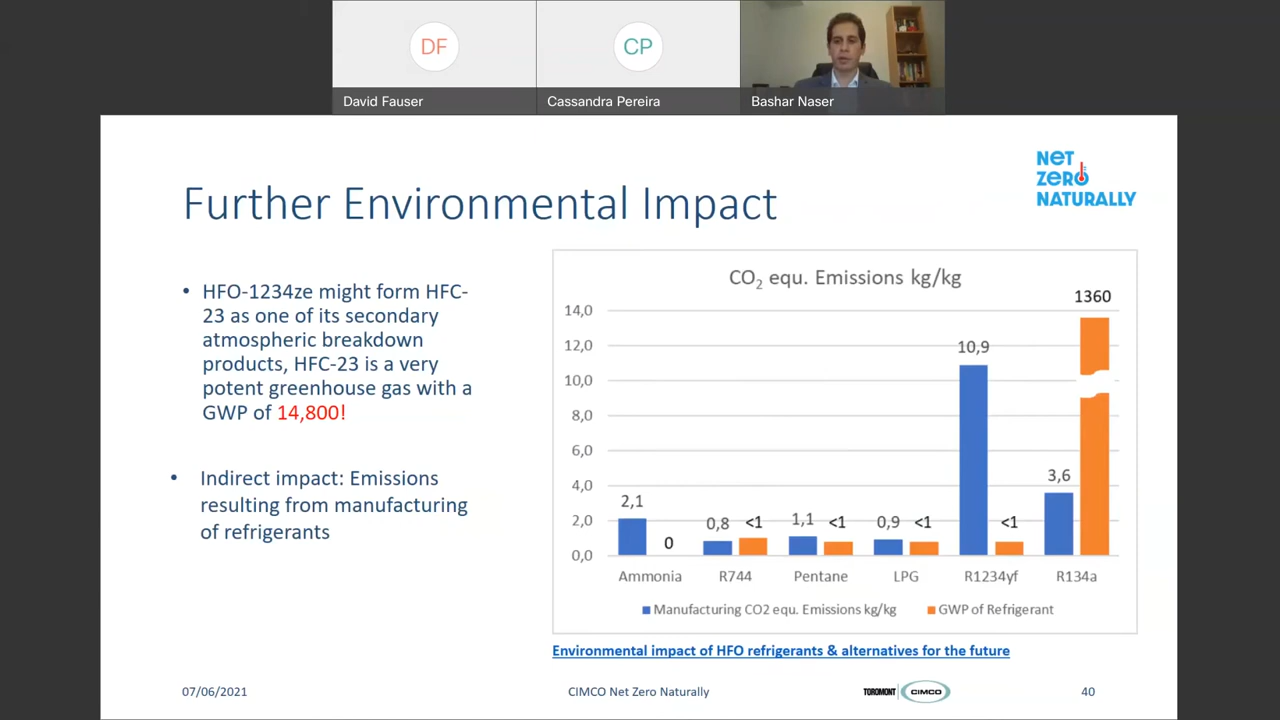 DF
CP
David Fauser
Cassandra Pereira
Bashar Naser
NET
ZERO
NATURALLY
Further Environmental Impact
• HFO-1234ze might form HFC-
23 as one of its secondary
atmospheric breakdown
products, HFC-23 is a very
potent greenhouse gas with a
GWP of 14,800!
• Indirect impact: Emissions
resulting from manufacturing
of refrigerants
CO₂ equ. Emissions kg/kg
1360
14,0
12,0
10,0
8,0
6,0
4,0
2,0
0,0
2,1
0
0,8
<1
1,1
<1
0,9
<1
10,9
<1
3,6
Ammonia
R744
Pentane
LPG
R1234yf
R134a
Manufacturing CO2 equ. Emissions kg/kg
GWP of Refrigerant
Environmental impact of HFO refrigerants & alternatives for the future
07/06/2021
CIMCO Net Zero Naturally
TOROMONT
CIMCO
40